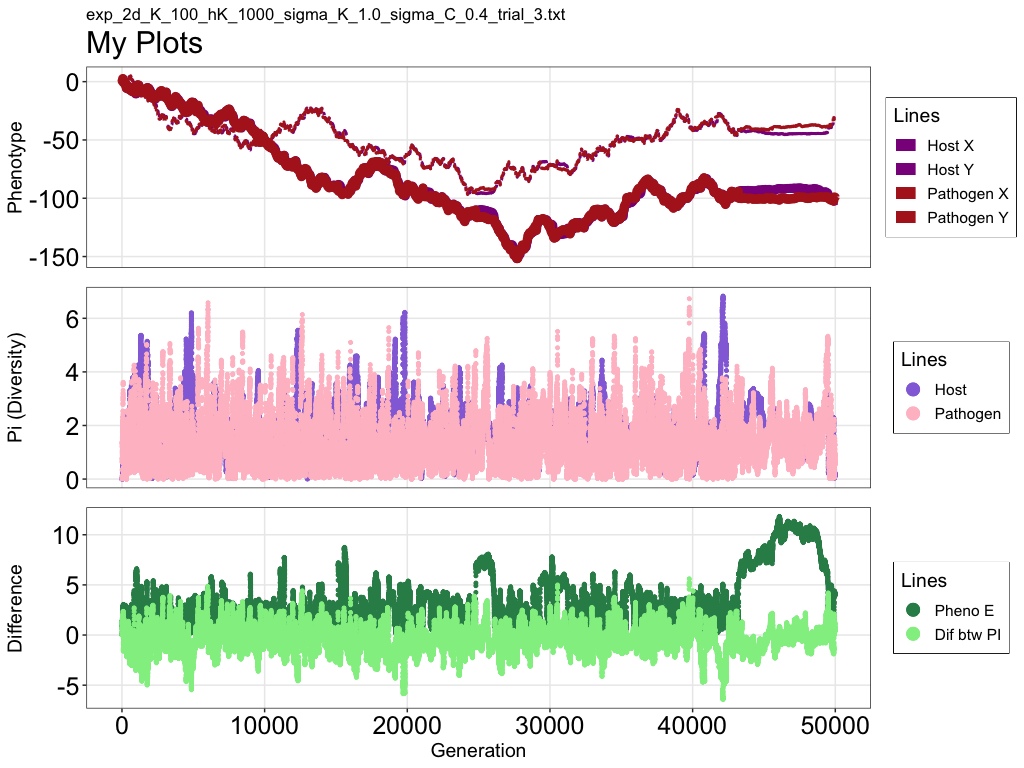 exp_2d_K_100_hK_1000_sigma_K_1.0_sigma_C_0.4_trial_3.txt
My Plots
Phenotype
0
-50
-100
-150
Lines
Host X
Host Y
Pathogen X
Pathogen Y
Pi (Diversity)
6
4
2
0
Lines
Host
Pathogen
Difference
10
5
0
-5
Lines
Pheno E
Dif btw PI
0 10000 20000 30000 40000 50000
Generation